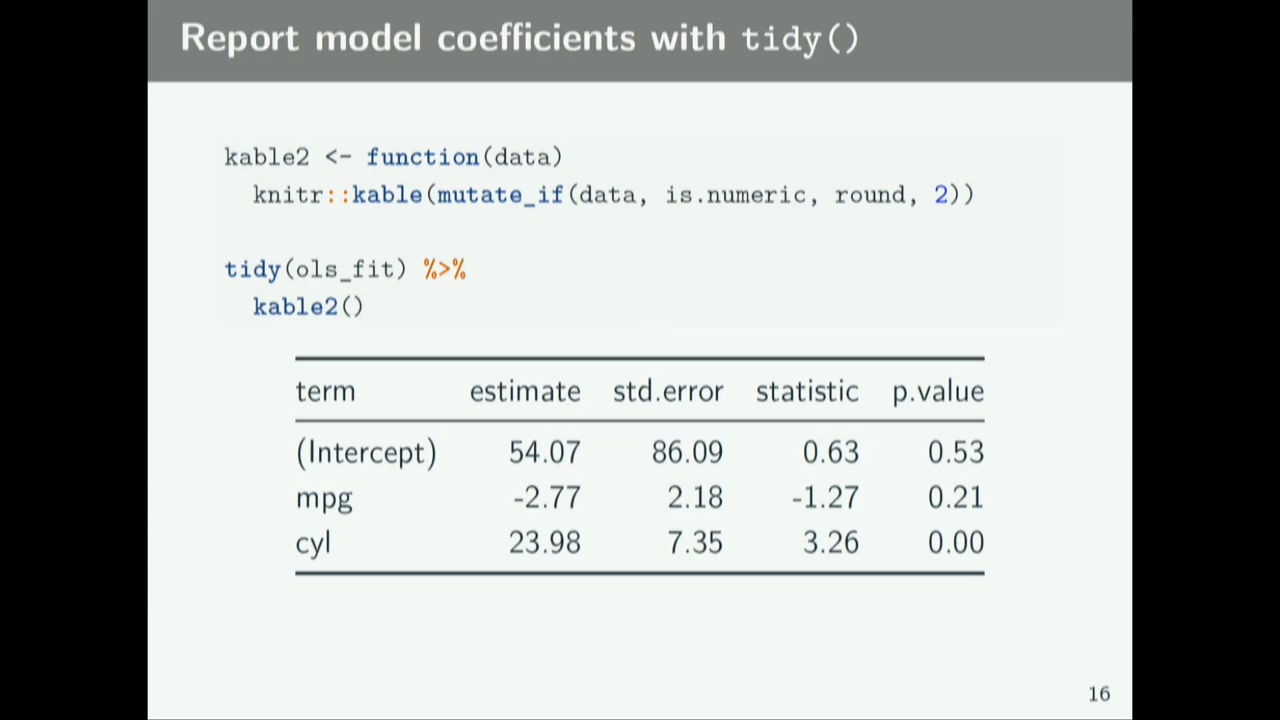 Report model coefficients with tidy()
kable2 <- function(data)
  knitr::kable(mutate_if(data, is.numeric, round, 2))
tidy(ols_fit) %>%
  kable2()
term estimate std.error statistic p.value
(Intercept) 54.07 86.09 0.63 0.53
mpg -2.77 2.18 -1.27 0.21
cyl 23.98 7.35 3.26 0.00
16